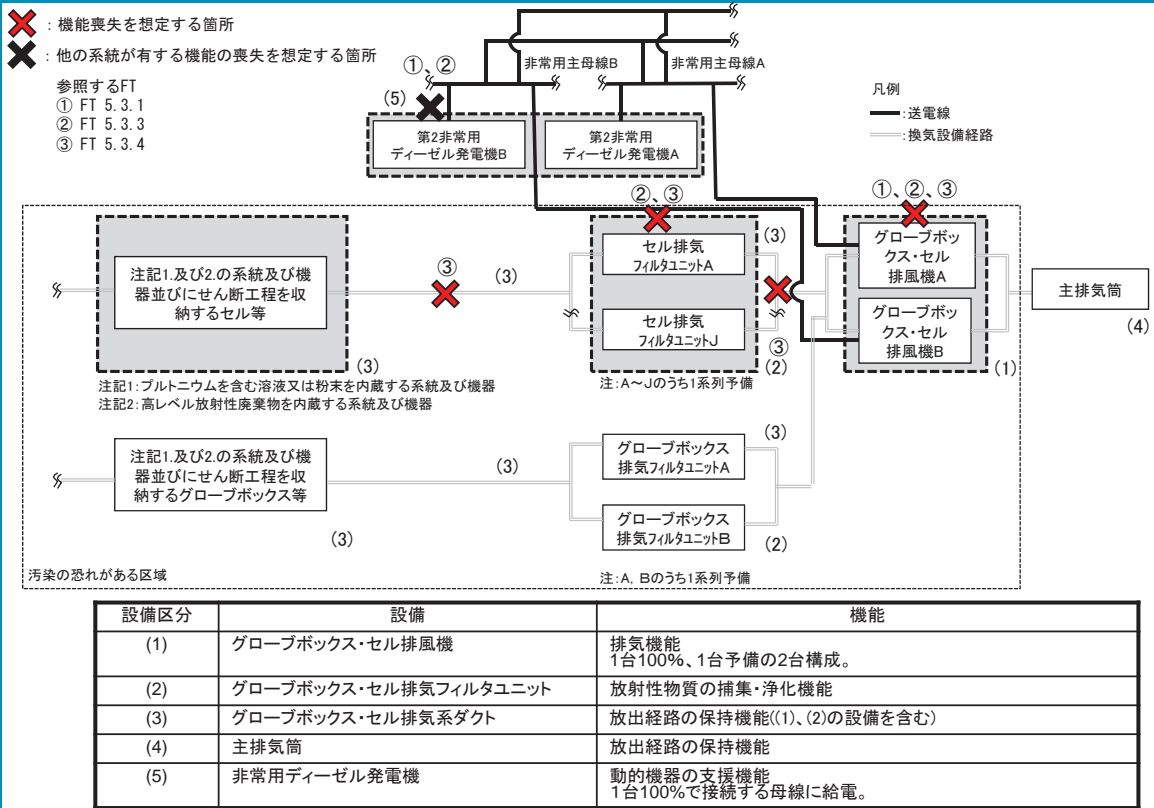 ：機能喪失を想定する箇所
：他の系統が有する機能の喪失を想定する箇所
参照するFT
① FT 5.3.1
② FT 5.3.3
③ FT 5.3.4
①、②
非常用主母線B
非常用主母線A
(5)
第2非常用
ディーゼル発電機B
第2非常用
ディーゼル発電機A
凡例
：送電線
：換気設備経路
注記1.及び2.の系統及び機
器並びにせん断工程を収
納するセル等
(3)
③
(3)
②、③
セル排気
フィルタユニットA
(3)
セル排気
フィルタユニットJ
③
(2)
注：A～Jのうち1系列予備
①、②、③
グローブボッ
クス・セル
排風機A
グローブボッ
クス・セル
排風機B
(1)
主排気筒
(4)
注記1：プルトニウムを含む溶液又は粉末を内蔵する系統及び機器
注記2：高レベル放射性廃棄物を内蔵する系統及び機器
注記1.及び2.の系統及び機
器並びにせん断工程を収
納するグローブボックス等
(3)
(3)
グローブボックス
排気フィルタユニットA
(3)
グローブボックス
排気フィルタユニットB
(2)
汚染の恐れがある区域
注：A, Bのうち1系列予備
設備区分 設備 機能
(1) グローブボックス・セル排風機 排気機能
1台100%、1台予備の2台構成。
(2) グローブボックス・セル排気フィルタユニット 放射性物質の捕集・浄化機能
(3) グローブボックス・セル排気系ダクト 放出経路の保持機能((1)、(2)の設備を含む)
(4) 主排気筒 放出経路の保持機能
(5) 非常用ディーゼル発電機 動的機器の支援機能
1台100%で接続する母線に給電。